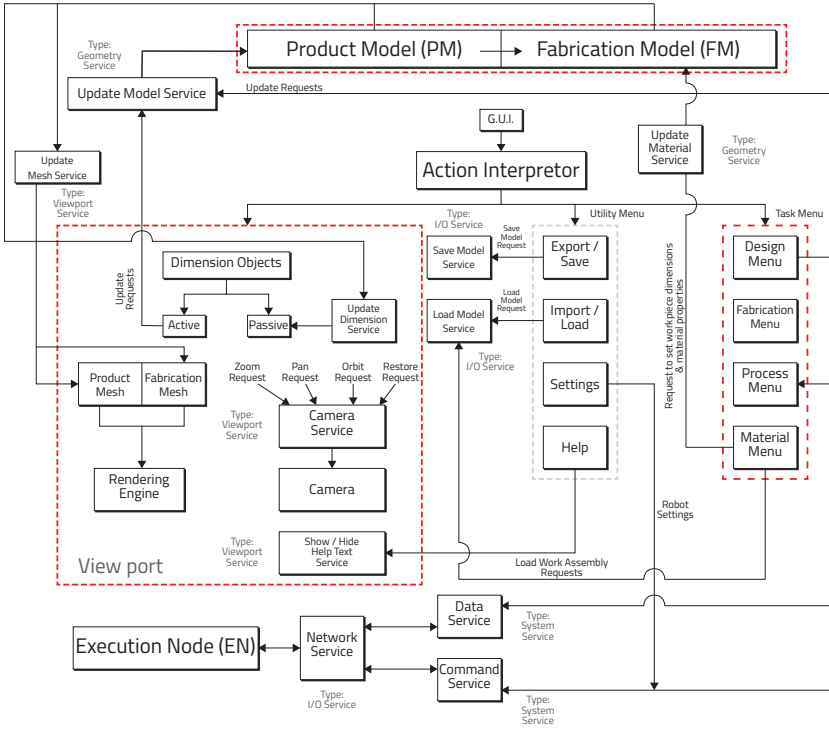 Type:
Geometry
Service
Product Model (PM)
Fabrication Model (FM)
Update Model Service
Update Requests
G.U.I.
Update
Material
Service
Type:
Geometry
Service
Action Interpretor
Update
Mesh Service
Type:
Viewport
Service
Type:
I/O Service
Utility Menu
Task Menu
Save
Model
Request
Save Model
Service
Export /
Save
Design
Menu
Dimension Objects
Update
Requests
Active
Passive
Update
Dimension
Service
Load
Model
Request
Load Model
Service
Import /
Load
Fabrication
Menu
Type:
I/O Service
Request to set workpiece dimensions
& material properties
Product
Mesh
Fabrication
Mesh
Zoom
Request
Pan
Request
Orbit
Request
Restore
Request
Settings
Process
Menu
Type:
Viewport
Service
Camera
Service
Help
Material
Menu
Rendering
Engine
Camera
Robot
Settings
Type:
Viewport
Service
Show / Hide
Help Text
Service
View port
Load Work Assembly
Requests
Execution Node (EN)
Network
Service
Type:
I/O Service
Data
Service
Type:
System
Service
Command
Service
Type:
System
Service